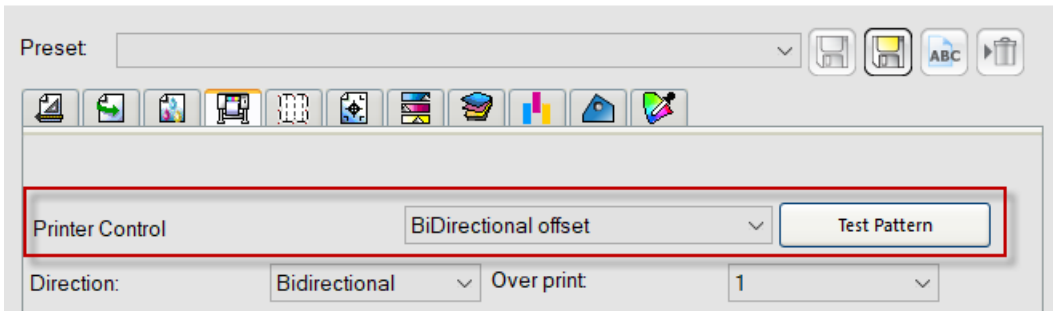 Preset:
ABC
Printer Control BiDirectional offset Test Pattern
Direction: Bidirectional Over print: 1